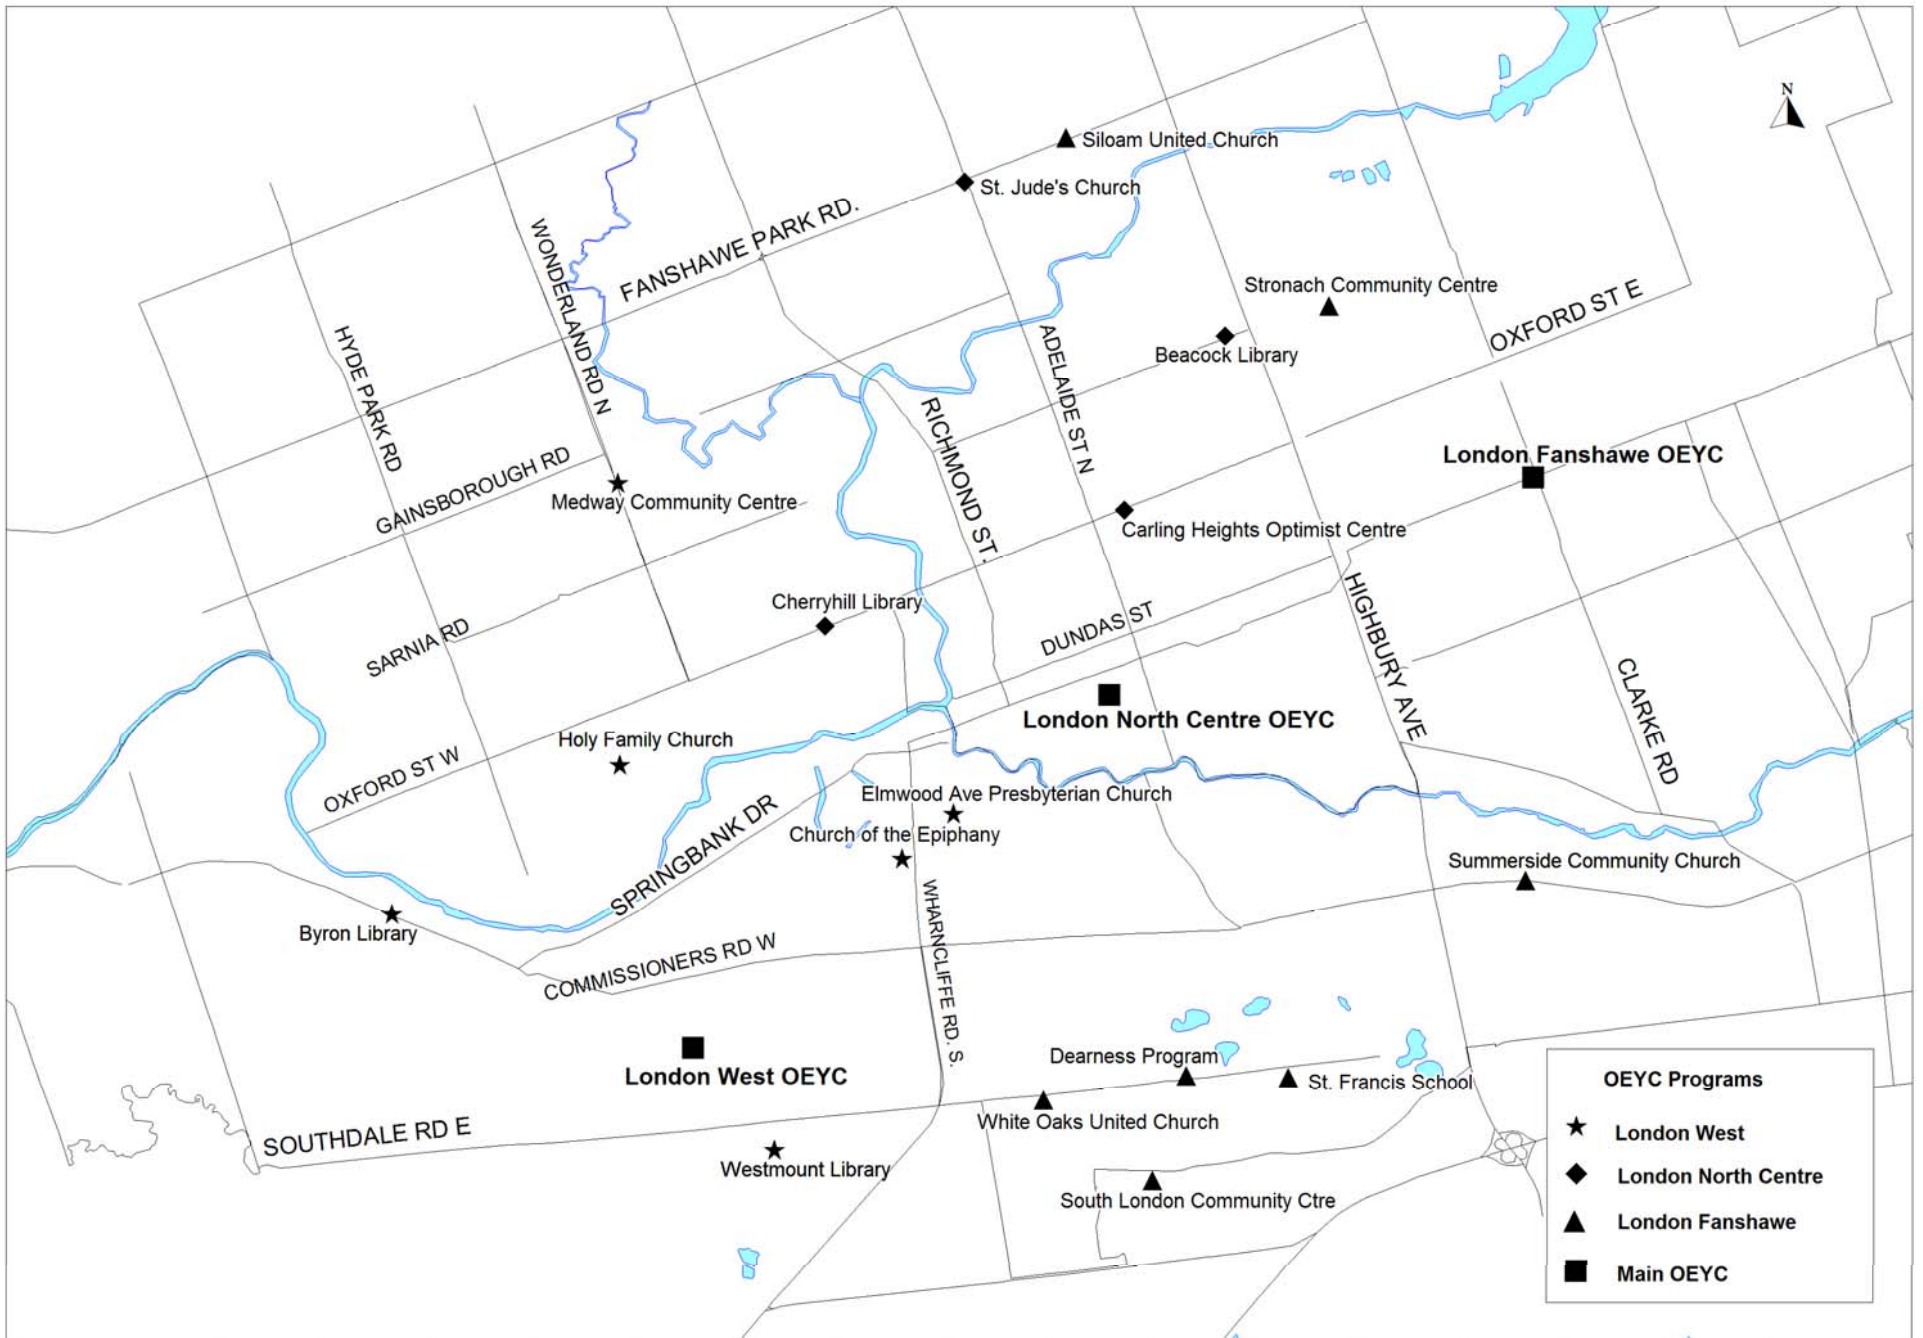 N
Siloam United Church
St. Jude's Church
FANSHAWE PARK RD.
WONDERLAND RD N
Stronach Community Centre
OXFORD ST E
HYDE PARK RD
Beacock Library
ADELAIDE ST N
RICHMOND ST.
London Fanshawe OEYC
GAINSBOROUGH RD
Medway Community Centre
Carling Heights Optimist Centre
Cherryhill Library
HIGHBURY AVE
DUNDAS ST
SARNIA RD
CLARKE RD
London North Centre OEYC
Holy Family Church
OXFORD ST W
Elmwood Ave Presbyterian Church
SPRINGBANK DR
Church of the Epiphany
Summerside Community Church
WHARNCLIFFE RD. S.
Byron Library
COMMISSIONERS RD W
Dearness Program
London West OEYC
St. Francis School
White Oaks United Church
SOUTHDALE RD E
Westmount Library
South London Community Ctre
OEYC Programs
London West
London North Centre
London Fanshawe
Main OEYC